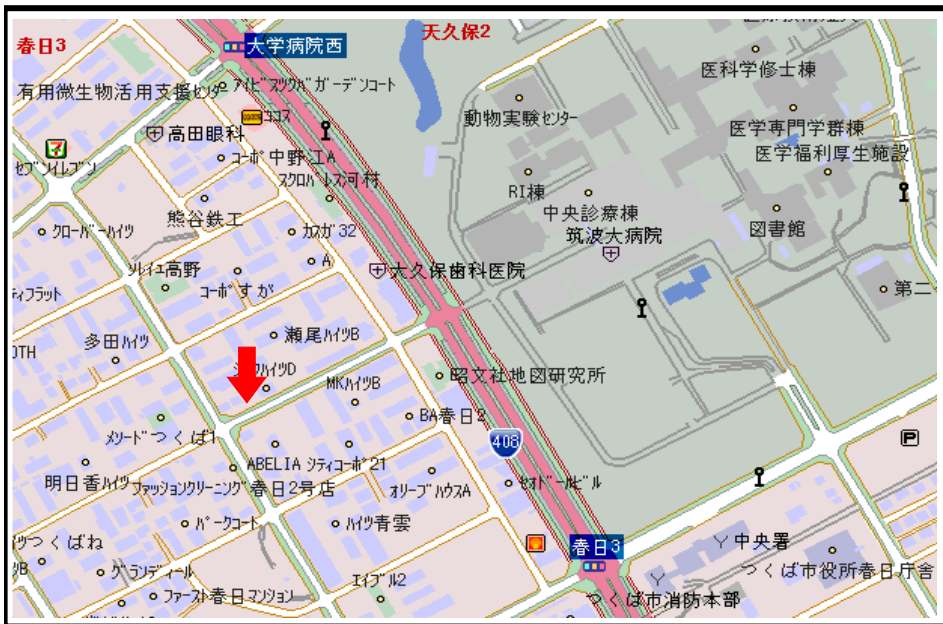 春日3
大学病院西
天久保2
医科学修士棟
有用微生物活用支援センタ
アイビスツクバガーデンコート
ココス
動物実験センター
医学専門学群棟
高田眼科
コーポ中野江A
医学福利厚生施設
セブンイレブン
スクロバレス河村
RI棟
中央診療棟
熊谷鉄工
クローバーハイツ
カスガ32
筑波大病院
図書館
A
ソレイエ高野
大久保歯科医院
コーポすが
ティフラット
第二
瀬尾ハイツB
多田ハイツ
OTH
ハイツD
MKハイツB
昭文社地図研究所
BA春日2
408
メゾードつくば1
ABELIA シティコーポ21
明日香ハイツ
ファッションクリーニング春日2号店
オリーブハウスA
セオドールビル
P
パークコート
ハイツ青雲
春日3
中央署
つくばね
グランディール
エイブル2
つくば市役所春日庁舎
ファースト春日マンション
つくば市消防本部